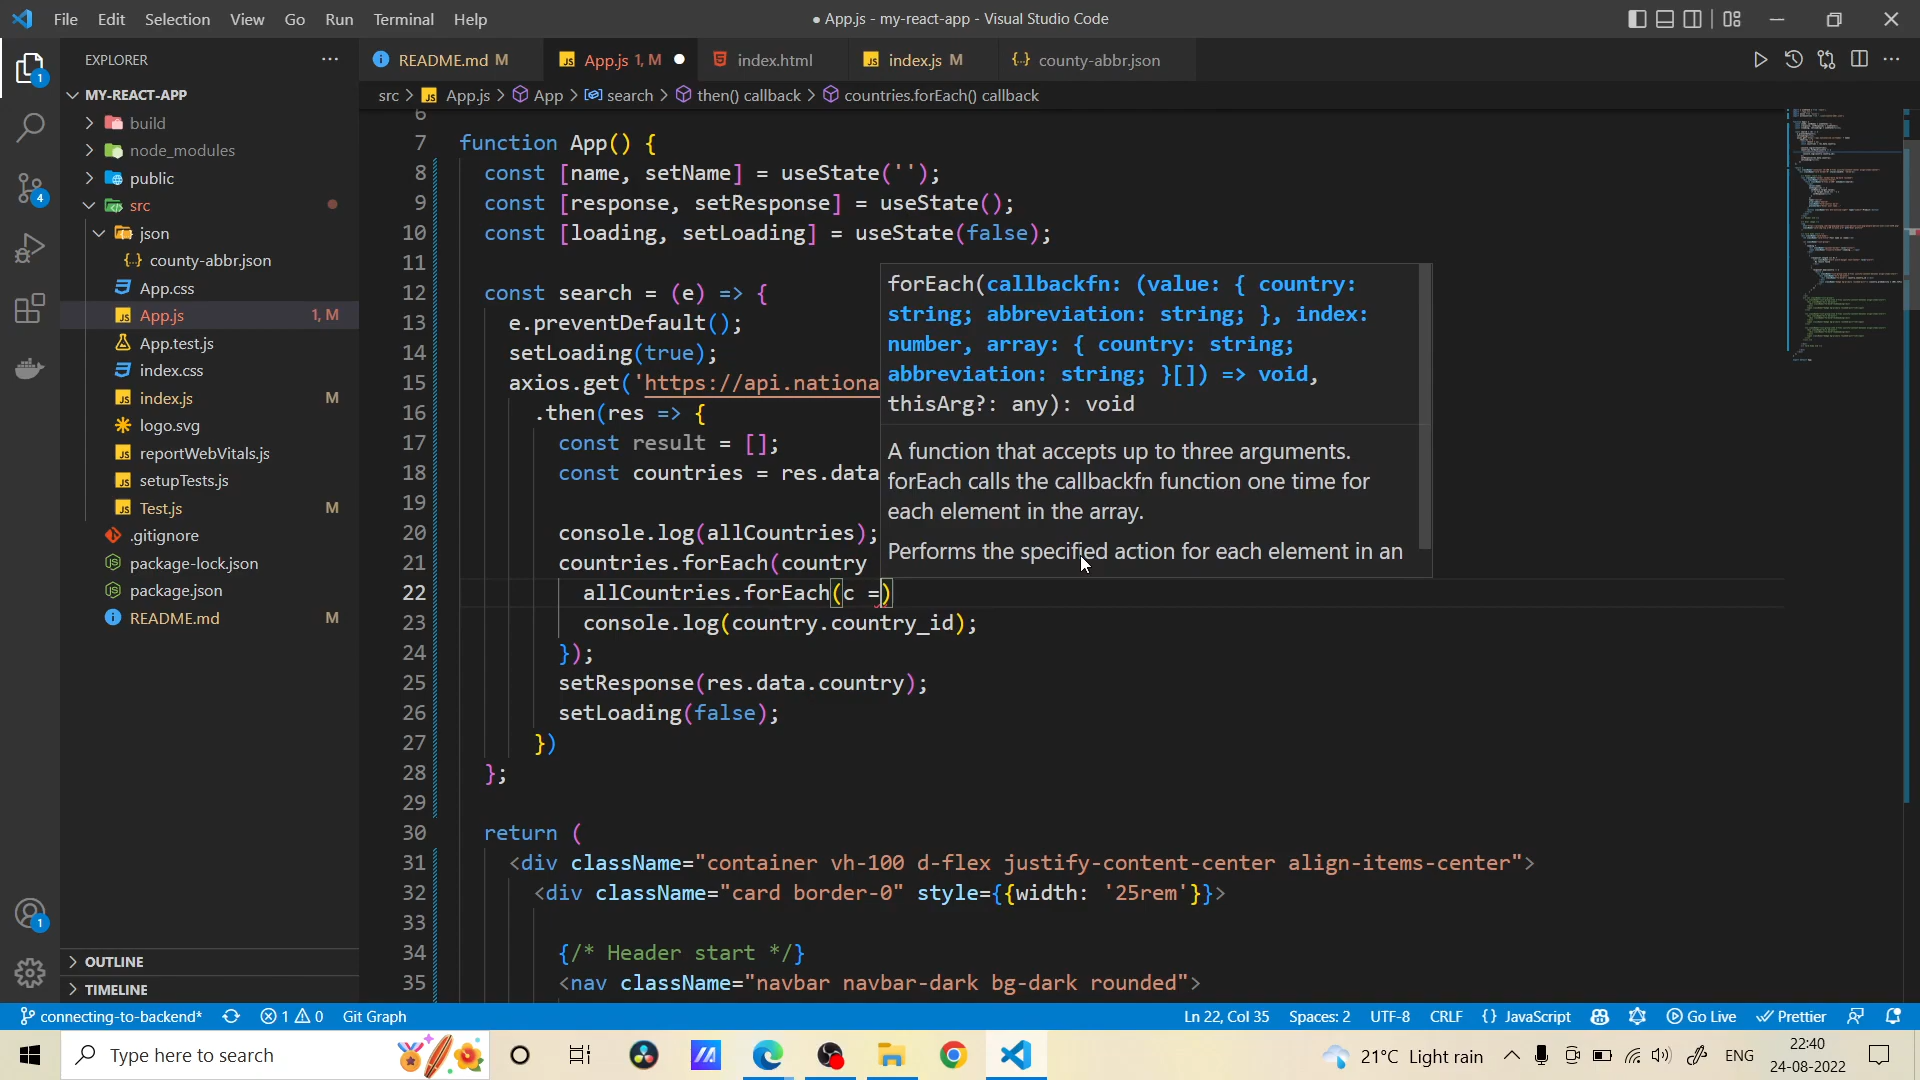 File Edit Selection View Go Run Terminal Help
● App.js - my-react-app - Visual Studio Code
EXPLORER
README.md M
App.js 1, M
index.html
index.js M
county-abbr.json
MY-REACT-APP
src > App.js > App > search > then() callback > countries.forEach() callback
build
node_modules
public
src
json
county-abbr.json
App.css
App.js 1, M
App.test.js
index.css
index.js M
logo.svg
reportWebVitals.js
setupTests.js
Test.js M
.gitignore
package-lock.json
package.json
README.md M
OUTLINE
TIMELINE
6
7 function App() {
8 const [name, setName] = useState('');
9 const [response, setResponse] = useState();
10 const [loading, setLoading] = useState(false);
11
12 const search = (e) => {
13 e.preventDefault();
14 setLoading(true);
15 axios.get('https://api.nationa
16 .then(res => {
17 const result = [];
18 const countries = res.data
19
20 console.log(allCountries);
21 countries.forEach(country
22 allCountries.forEach(c =)
23 console.log(country.country_id);
24 });
25 setResponse(res.data.country);
26 setLoading(false);
27 })
28 };
29
30 return (
31 <div className="container vh-100 d-flex justify-content-center align-items-center">
32 <div className="card border-0" style={{width: '25rem'}}>
33
34 {/* Header start */}
35 <nav className="navbar navbar-dark bg-dark rounded">
forEach(callbackfn: (value: { country:
string; abbreviation: string; }, index:
number, array: { country: string;
abbreviation: string; }[]) => void,
thisArg?: any): void
A function that accepts up to three arguments.
forEach calls the callbackfn function one time for
each element in the array.
Performs the specified action for each element in an
1
4
1
connecting-to-backend* 1 0 Git Graph
Ln 22, Col 35 Spaces: 2 UTF-8 CRLF {} JavaScript Go Live Prettier
Type here to search
21°C Light rain
ENG
22:40
24-08-2022